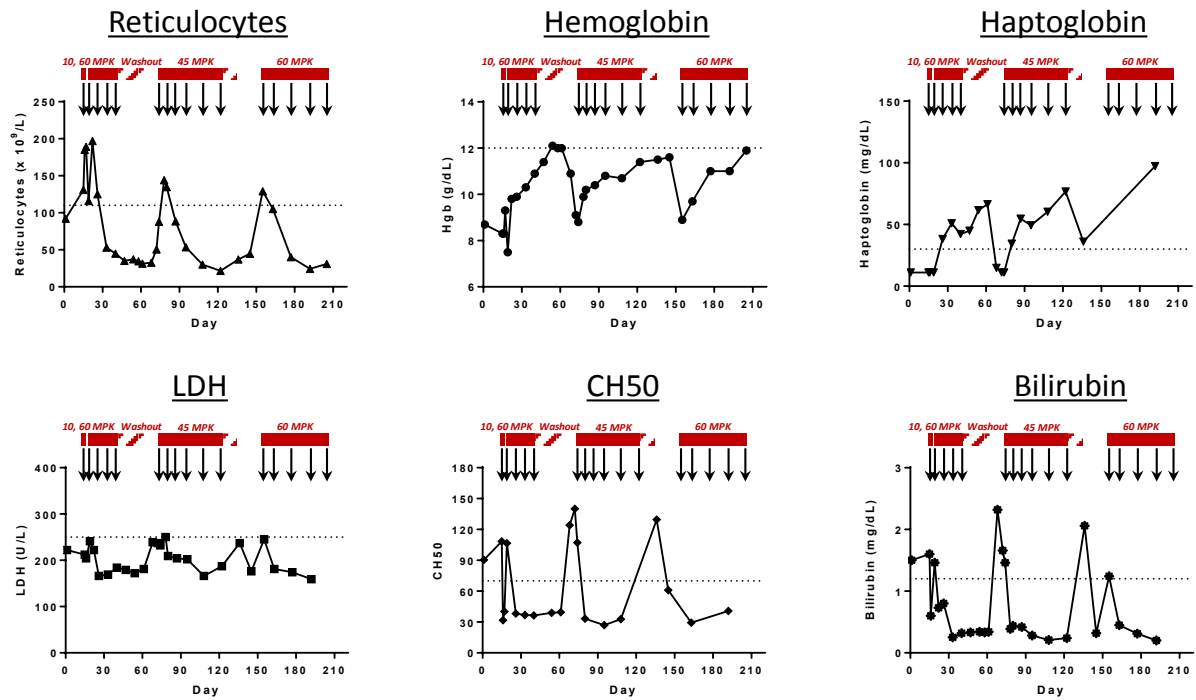 Reticulocytes
10, 60 MPK Washout 45 MPK 60 MPK
250
200
150
100
50
0
Reticulocytes (x 10^9/L)
0 30 60 90 120 150 180 210
Day
Hemoglobin
10, 60 MPK Washout 45 MPK 60 MPK
14
12
10
8
6
Hgb (g/dL)
0 30 60 90 120 150 180 210
Day
Haptoglobin
10, 60 MPK Washout 45 MPK 60 MPK
150
100
50
0
Haptoglobin (mg/dL)
0 30 60 90 120 150 180 210
Day
LDH
10, 60 MPK Washout 45 MPK 60 MPK
400
300
200
100
0
LDH (U/L)
0 30 60 90 120 150 180 210
Day
CH50
10, 60 MPK Washout 45 MPK 60 MPK
180
150
120
90
60
30
0
CH50
0 30 60 90 120 150 180 210
Day
Bilirubin
10, 60 MPK Washout 45 MPK 60 MPK
3
2
1
0
Bilirubin (mg/dL)
0 30 60 90 120 150 180 210
Day